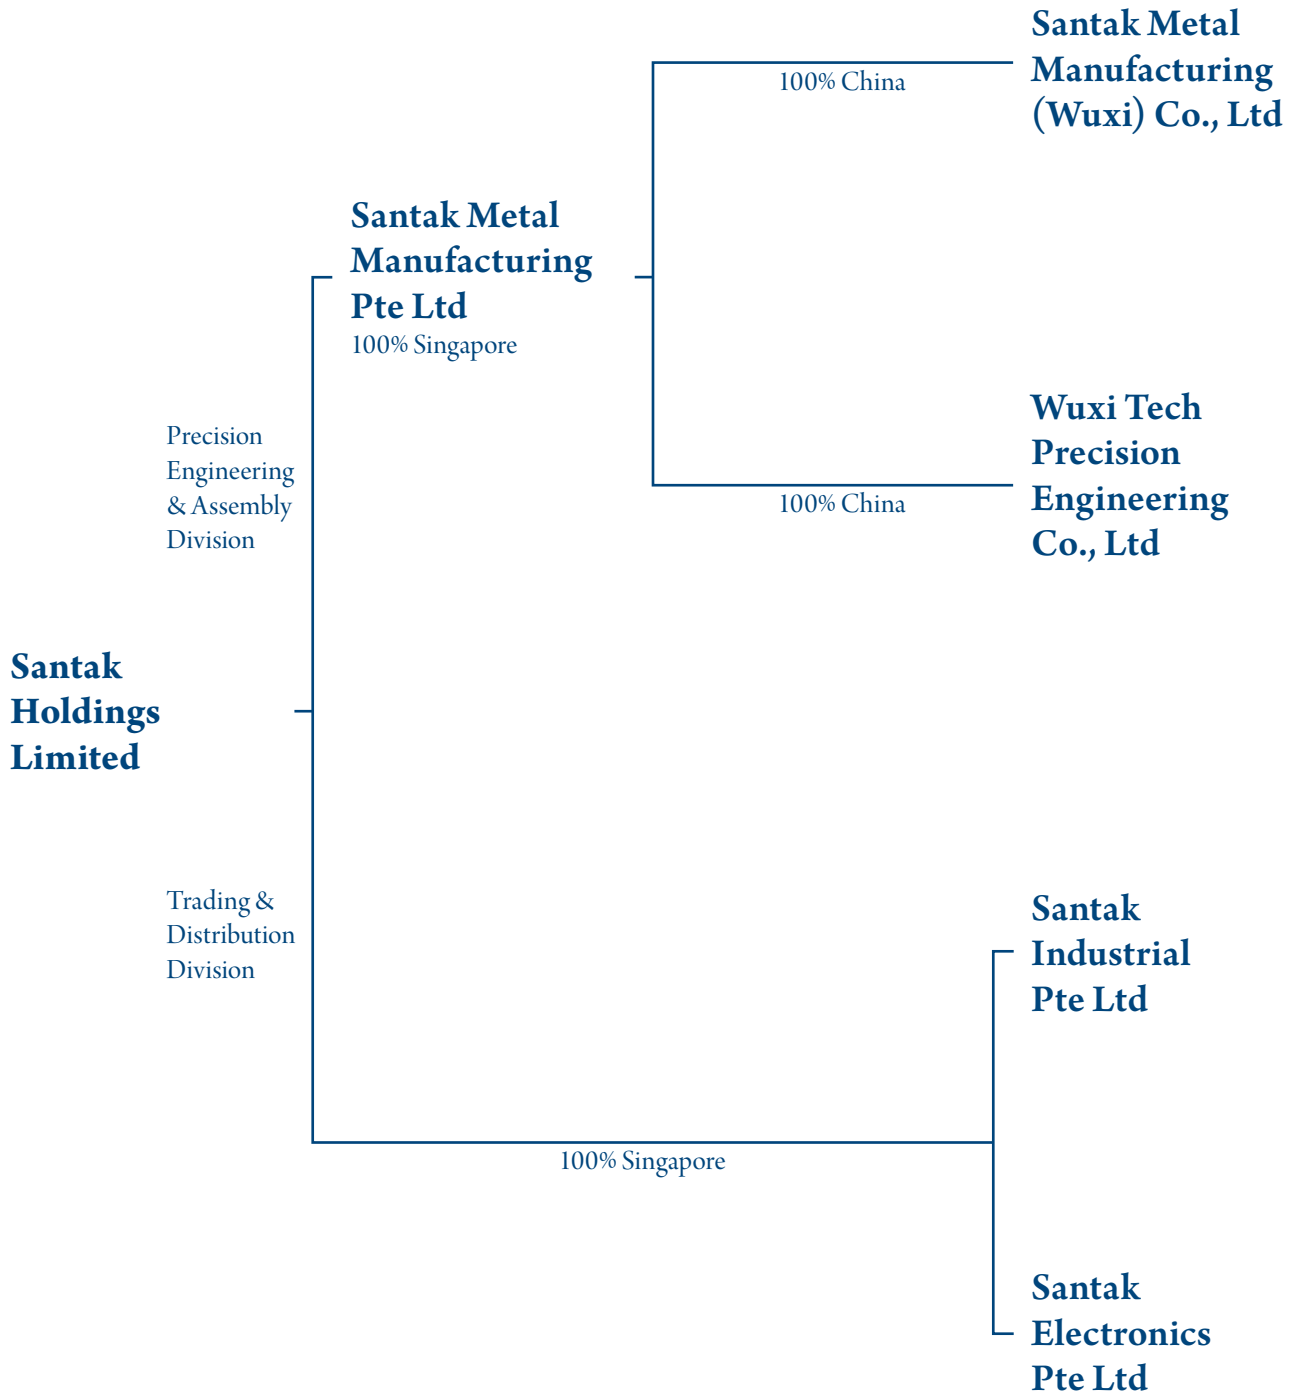 Santak
Holdings
Limited
Precision
Engineering
& Assembly
Division
Santak Metal
Manufacturing
Pte Ltd
100% Singapore
100% China
Santak Metal
Manufacturing
(Wuxi) Co., Ltd
100% China
Wuxi Tech
Precision
Engineering
Co., Ltd
Trading &
Distribution
Division
100% Singapore
Santak
Industrial
Pte Ltd
Santak
Electronics
Pte Ltd